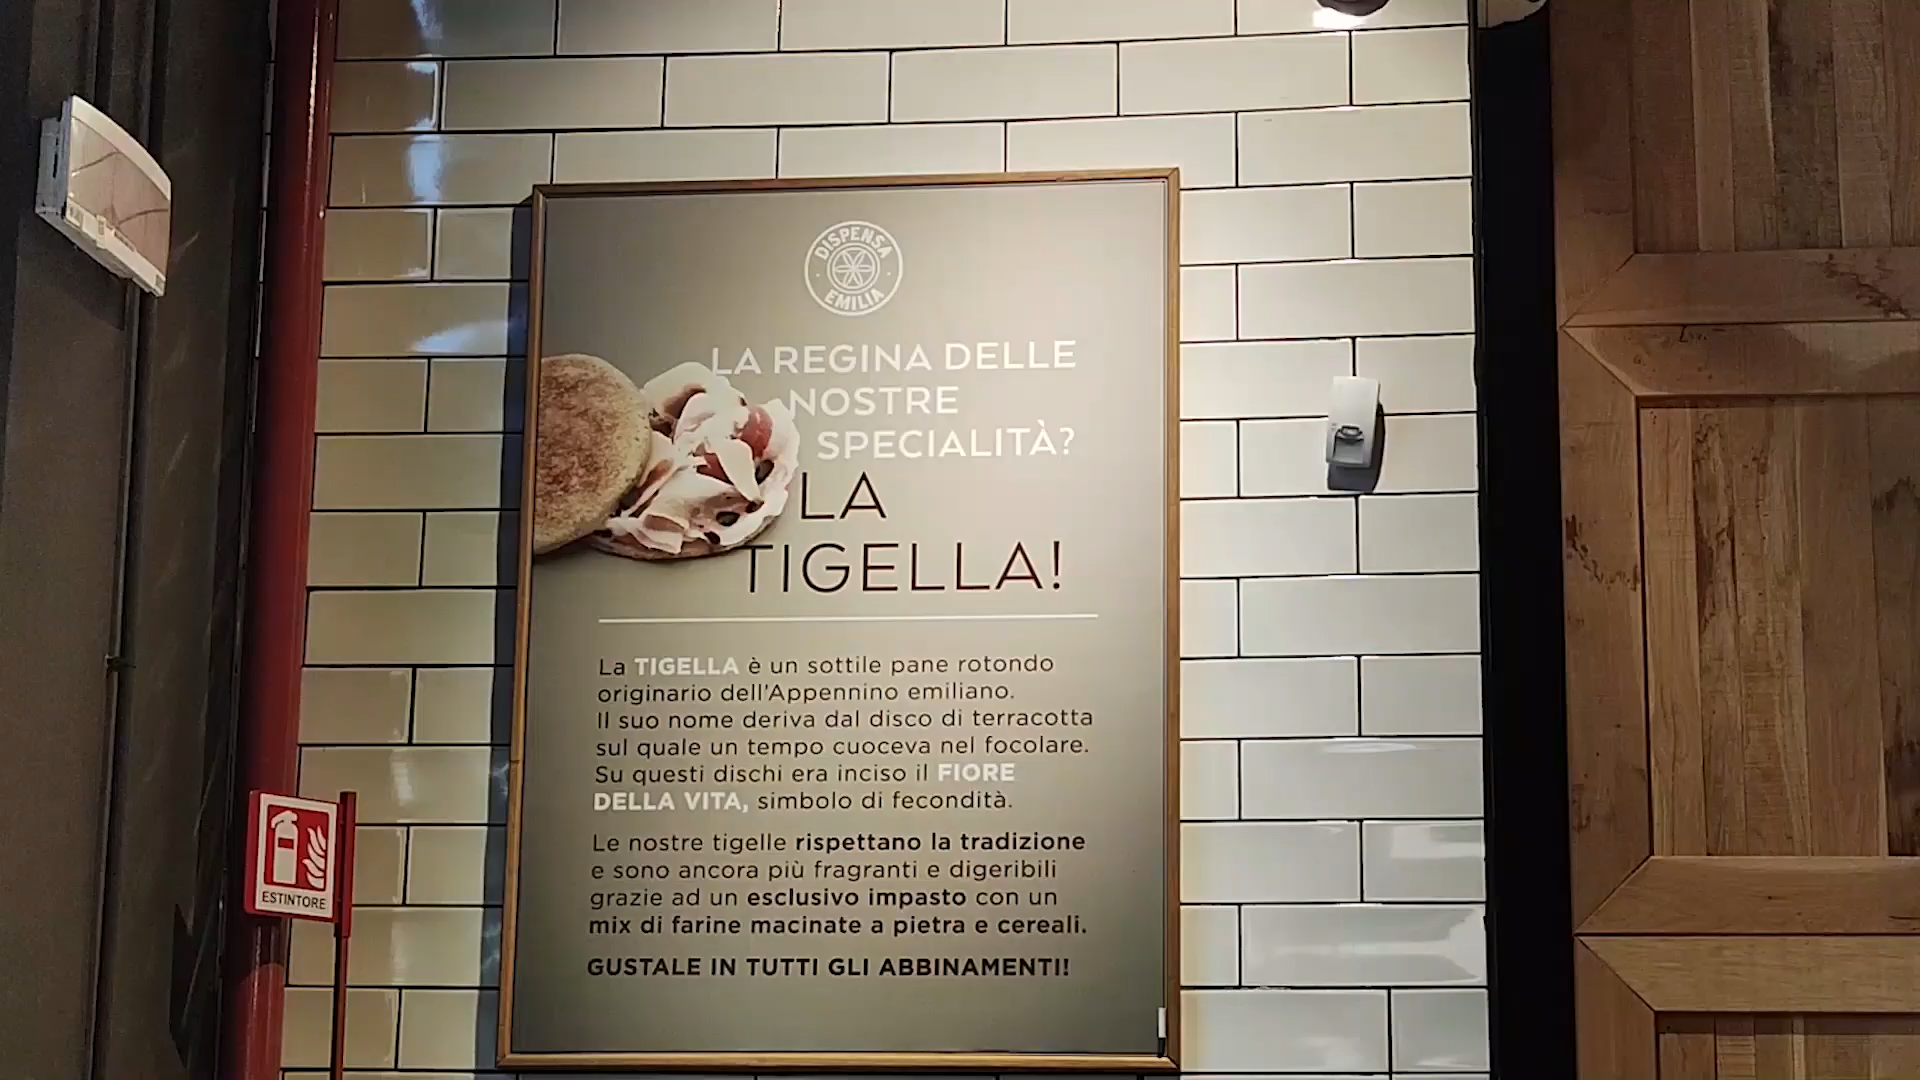 DISPENSA
EMILIA
LA REGINA DELLE
NOSTRE
SPECIALITÀ?
LA
TIGELLA!
La TIGELLA è un sottile pane rotondo
originario dell'Appennino emiliano.
Il suo nome deriva dal disco di terracotta
sul quale un tempo cuoceva nel focolare.
Su questi dischi era inciso il FIORE
DELLA VITA, simbolo di fecondità.
Le nostre tigelle rispettano la tradizione
e sono ancora più fragranti e digeribili
grazie ad un esclusivo impasto con un
mix di farine macinate a pietra e cereali.
GUSTALE IN TUTTI GLI ABBINAMENTI!
ESTINTORE